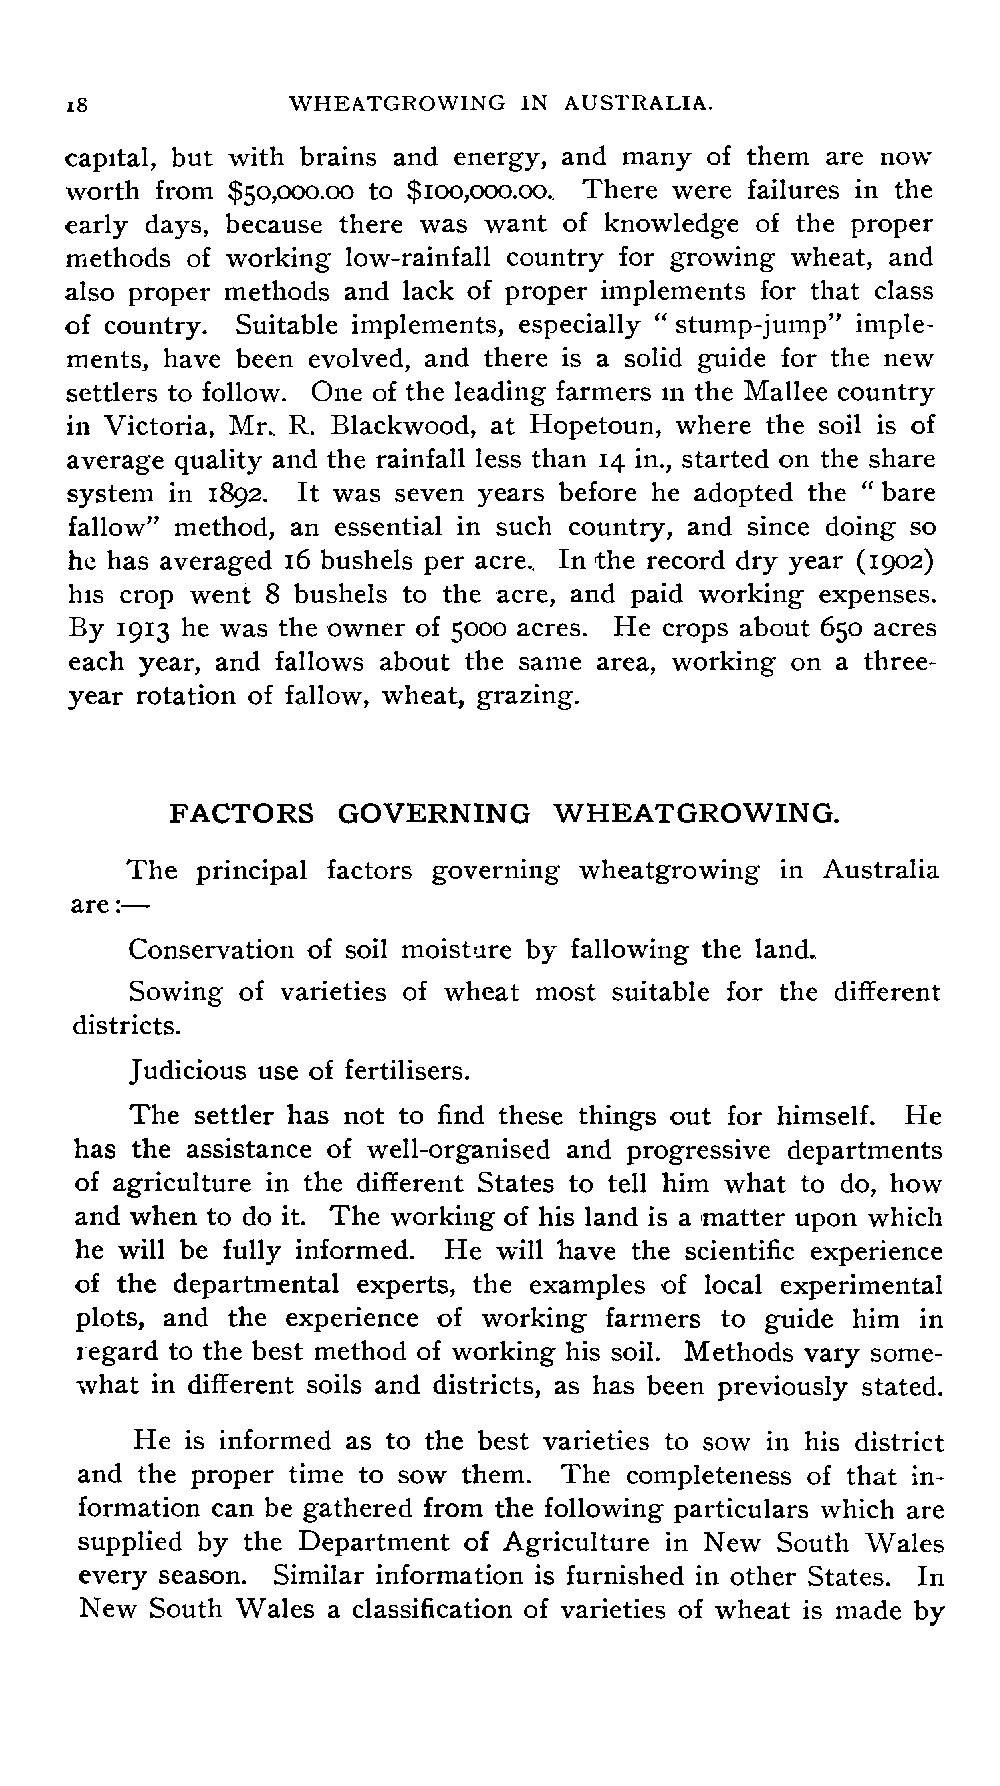 18 WHEATGROWING IN AUSTRALIA.
capital, but with brains and energy, and many of them are now
worth from $50,000.00 to $100,000.00. There were failures in the
early days, because there was want of knowledge of the proper
methods of working low-rainfall country for growing wheat, and
also proper methods and lack of proper implements for that class
of country. Suitable implements, especially “ stump-jump” imple-
ments, have been evolved, and there is a solid guide for the new
settlers to follow. One of the leading farmers in the Mallee country
in Victoria, Mr. R. Blackwood, at Hopetoun, where the soil is of
average quality and the rainfall less than 14 in., started on the share
system in 1892. It was seven years before he adopted the “ bare
fallow” method, an essential in such country, and since doing so
he has averaged 16 bushels per acre. In the record dry year (1902)
his crop went 8 bushels to the acre, and paid working expenses.
By 1913 he was the owner of 5000 acres. He crops about 650 acres
each year, and fallows about the same area, working on a three-
year rotation of fallow, wheat, grazing.
FACTORS GOVERNING WHEATGROWING.
The principal factors governing wheatgrowing in Australia
are :—
Conservation of soil moisture by fallowing the land.
Sowing of varieties of wheat most suitable for the different
districts.
Judicious use of fertilisers.
The settler has not to find these things out for himself. He
has the assistance of well-organised and progressive departments
of agriculture in the different States to tell him what to do, how
and when to do it. The working of his land is a matter upon which
he will be fully informed. He will have the scientific experience
of the departmental experts, the examples of local experimental
plots, and the experience of working farmers to guide him in
regard to the best method of working his soil. Methods vary some-
what in different soils and districts, as has been previously stated.
He is informed as to the best varieties to sow in his district
and the proper time to sow them. The completeness of that in-
formation can be gathered from the following particulars which are
supplied by the Department of Agriculture in New South Wales
every season. Similar information is furnished in other States. In
New South Wales a classification of varieties of wheat is made by